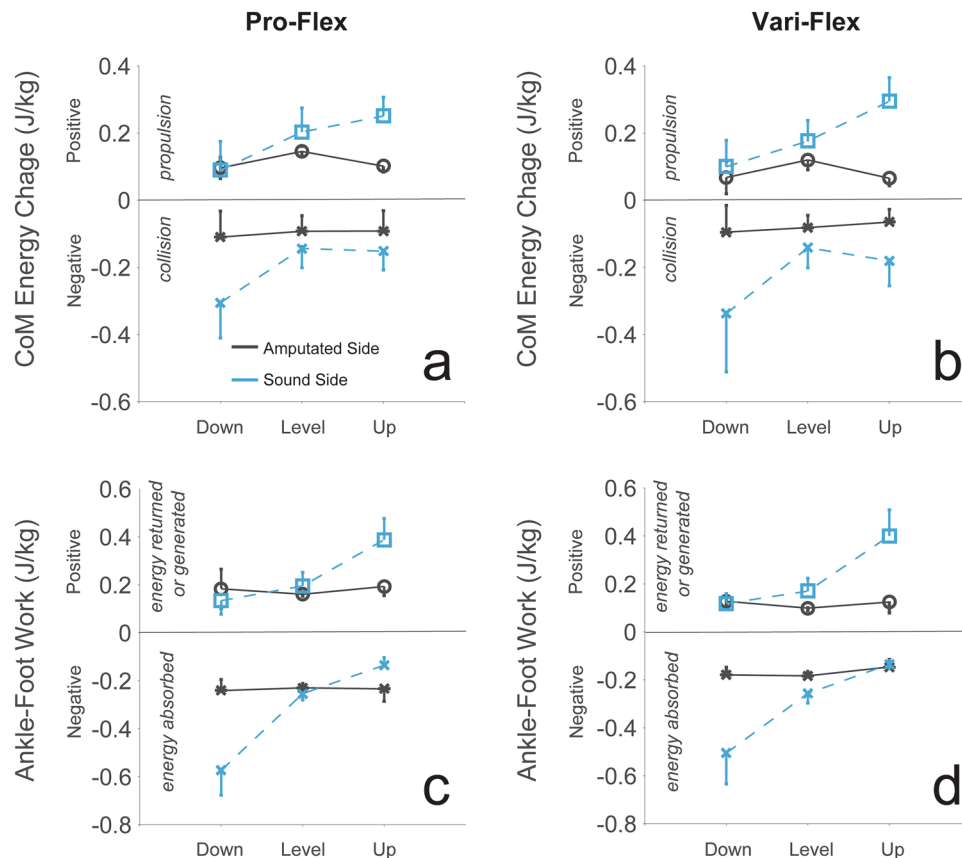 Pro-Flex
Vari-Flex
CoM Energy Chage (J/kg)
Positive
Negative
0.4
0.2
0
-0.2
-0.4
-0.6
propulsion
collision
Amputated Side
Sound Side
a
Down
Level
Up
CoM Energy Chage (J/kg)
Positive
Negative
0.4
0.2
0
-0.2
-0.4
-0.6
propulsion
collision
b
Down
Level
Up
Ankle-Foot Work (J/kg)
Positive
Negative
0.6
0.4
0.2
0
-0.2
-0.4
-0.6
-0.8
energy returned
or generated
energy absorbed
c
Down
Level
Up
Ankle-Foot Work (J/kg)
Positive
Negative
0.6
0.4
0.2
0
-0.2
-0.4
-0.6
-0.8
energy returned
or generated
energy absorbed
d
Down
Level
Up